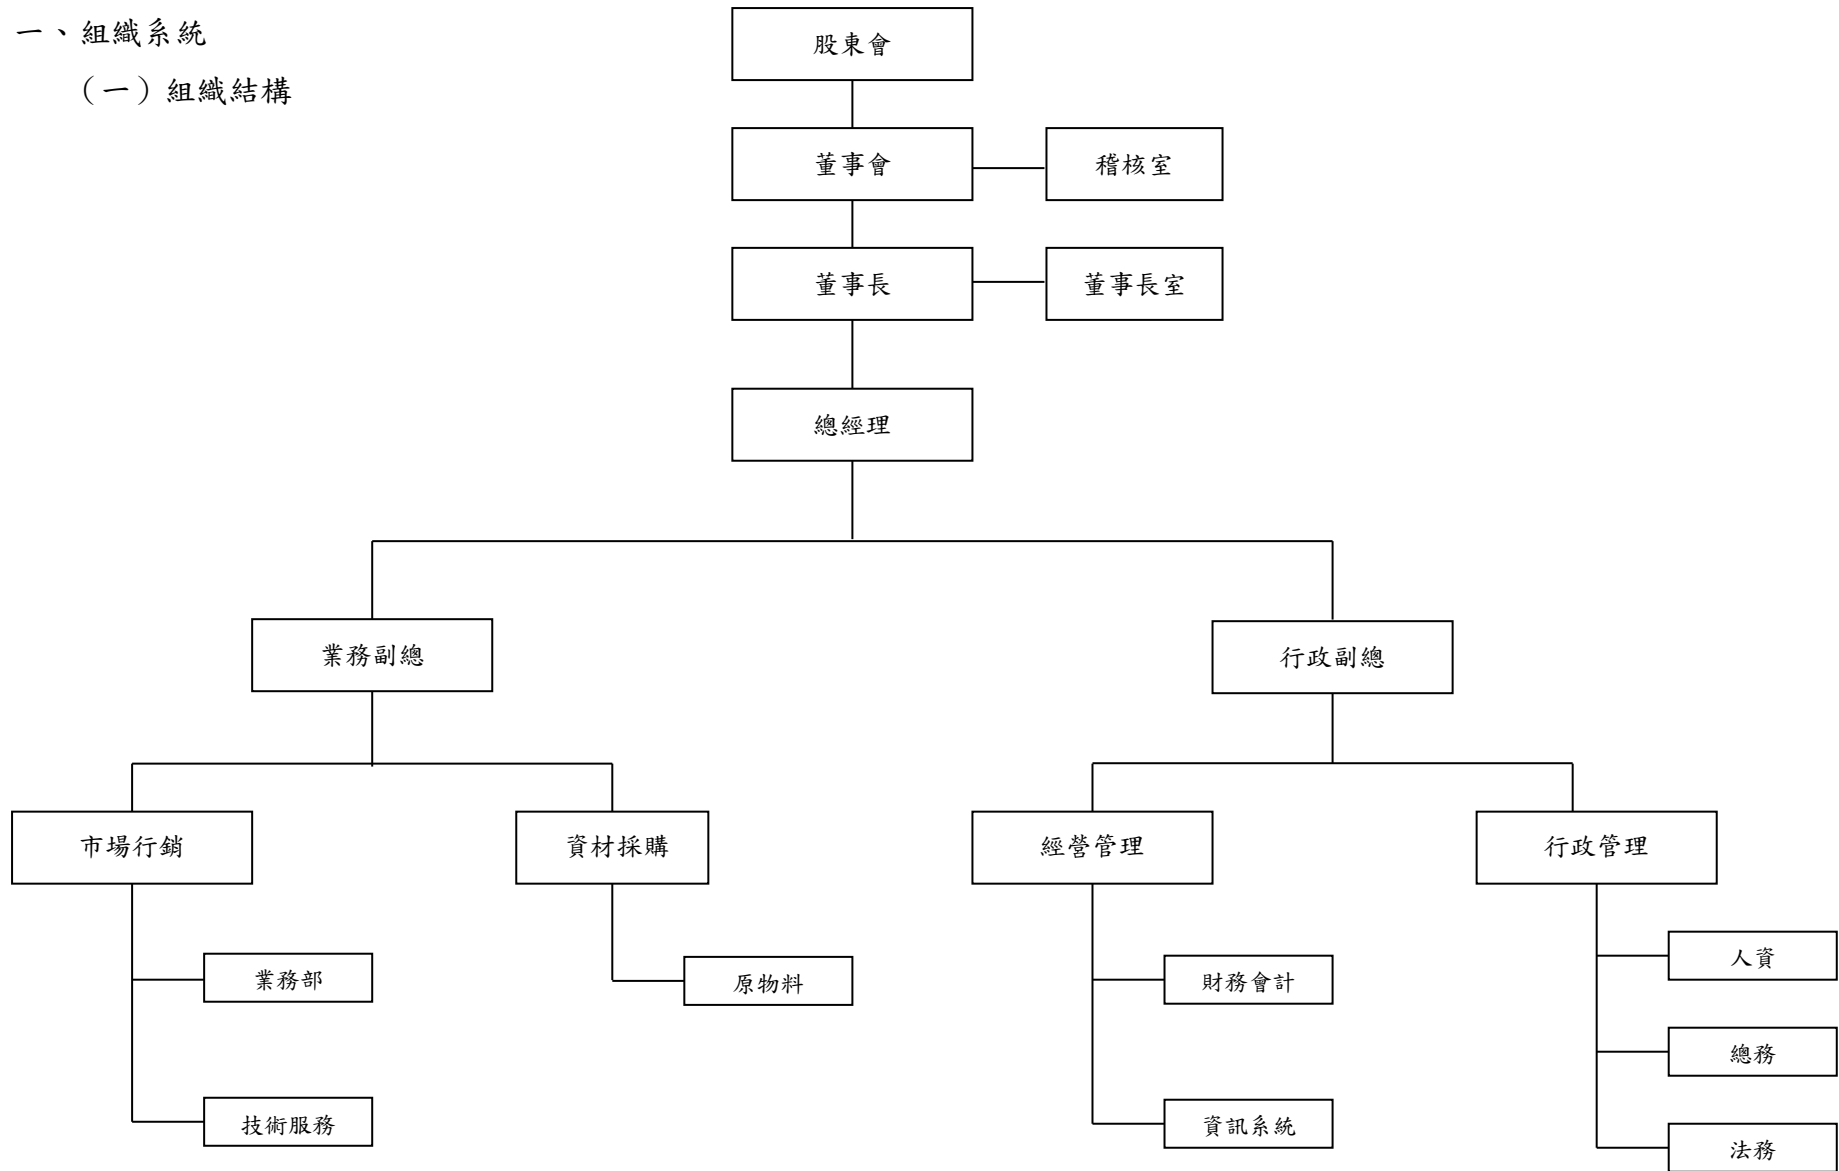 一、組織系統
（一）組織結構
股東會
董事會
稽核室
董事長
董事長室
總經理
業務副總
行政副總
市場行銷
資材採購
經營管理
行政管理
業務部
原物料
財務會計
人資
總務
技術服務
資訊系統
法務